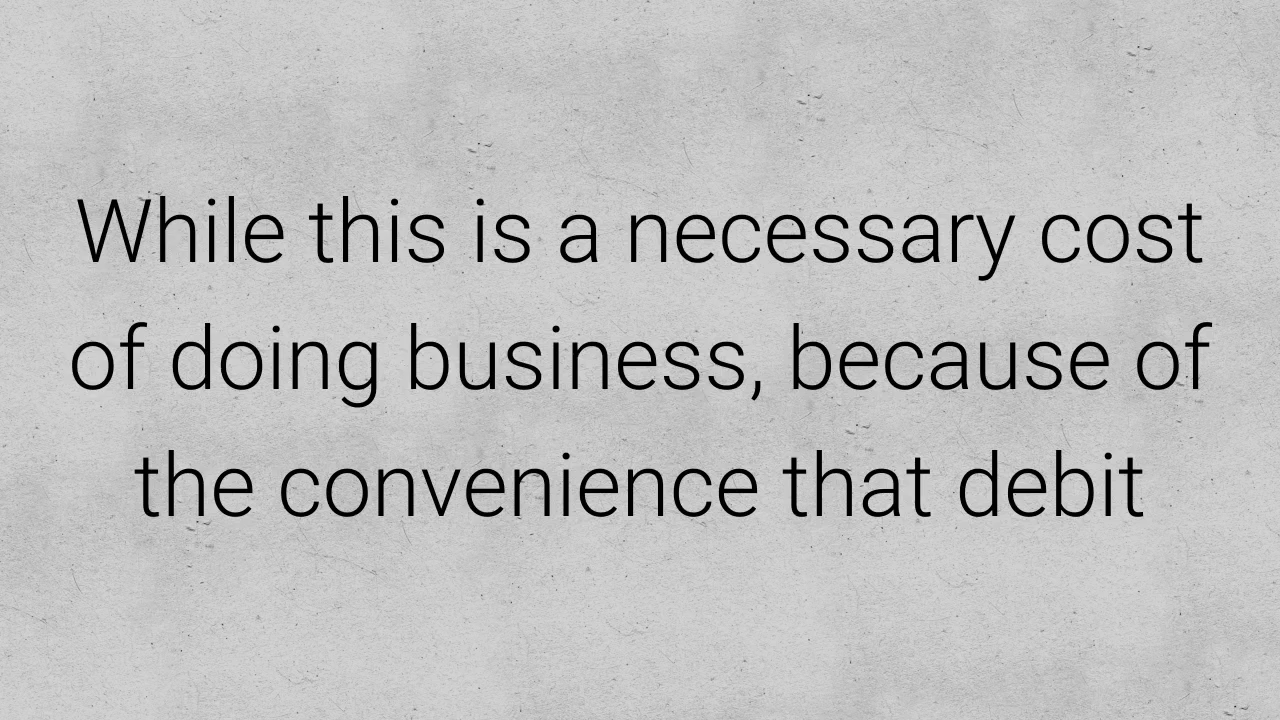 While this is a necessary cost
of doing business, because of
the convenience that debit